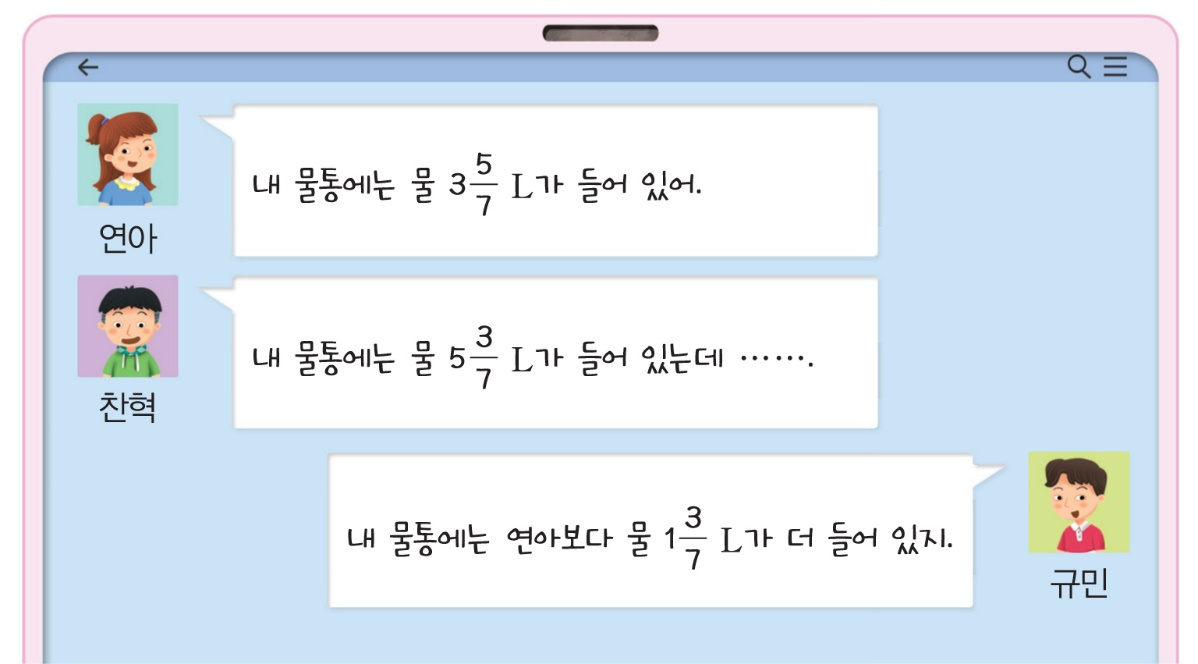 내 물통에는 물 3 5/7 L가 들어 있어.
연아
내 물통에는 물 5 3/7 L가 들어 있는데 …….
찬혁
내 물통에는 연아보다 물 1 3/7 L가 더 들어 있지.
규민